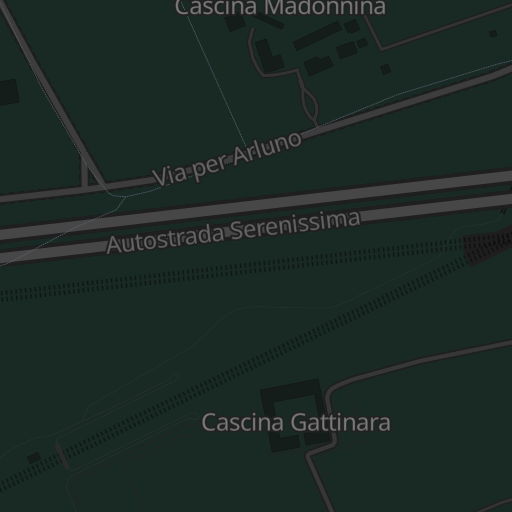 Cascina Madonnina
Via per Arluno
Autostrada Serenissima
Cascina Gattinara